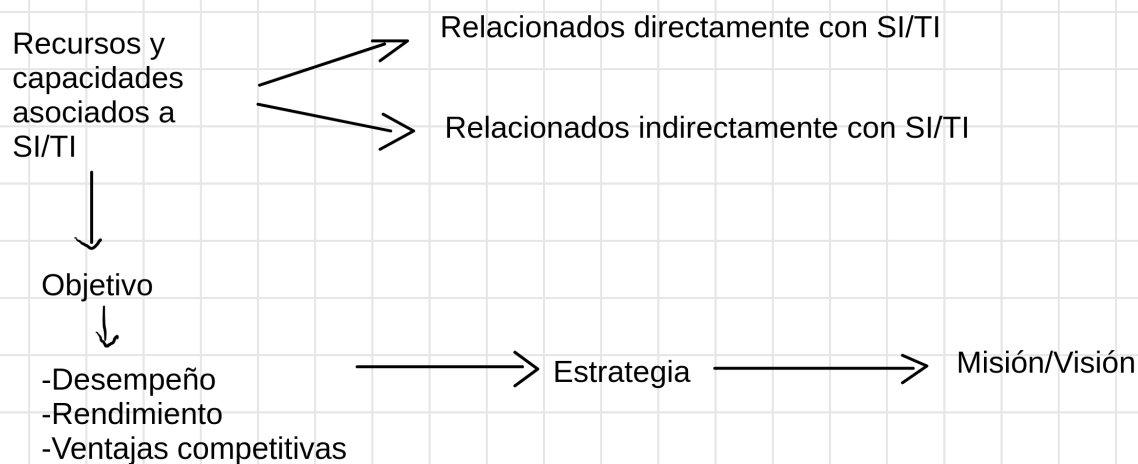 Recursos y
capacidades
asociados a
SI/TI
Relacionados directamente con SI/TI
Relacionados indirectamente con SI/TI
Objetivo
-Desempeño
-Rendimiento
-Ventajas competitivas
Estrategia
Misión/Visión